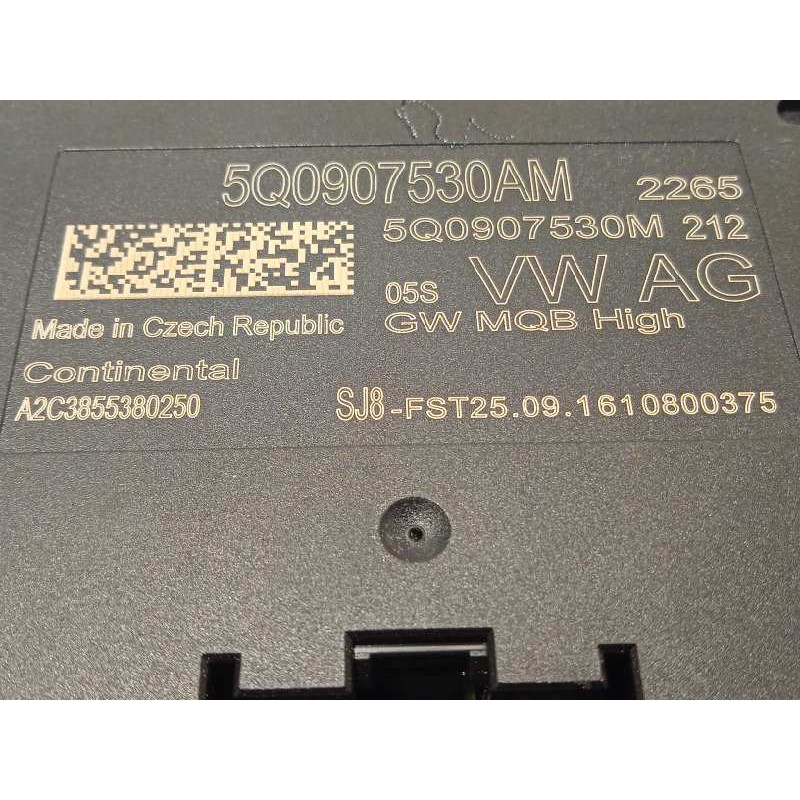 5Q0907530AM 2265
5Q0907530M 212
05S VW AG
Made in Czech Republic GW MQB High
Continental
A2C3855380250 SJ8-FST25.09.1610800375